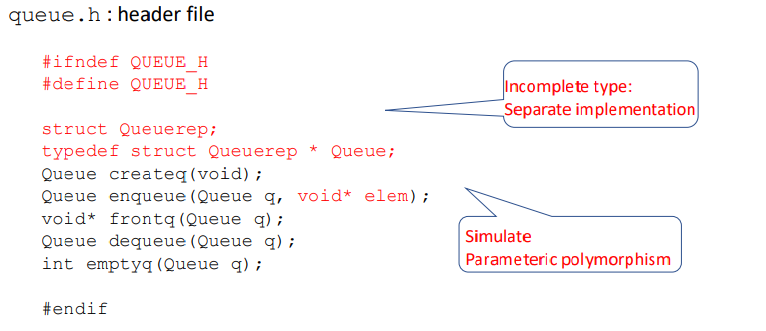 queue.h : header file
#ifndef QUEUE_H
#define QUEUE_H
Incomplete type:
Separate implementation
struct Queuerep;
typedef struct Queuerep * Queue;
Queue createq(void);
Queue enqueue(Queue q, void* elem);
void* frontq(Queue q);
Queue dequeue(Queue q);
int emptyq(Queue q);
Simulate
Parameteric polymorphism
#endif